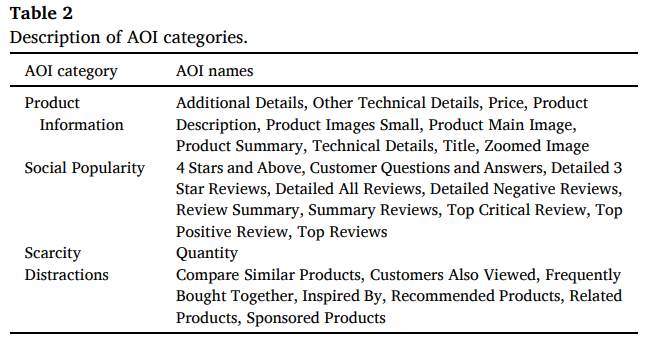 Table 2
Description of AOI categories.
AOI category AOI names
Product Information Additional Details, Other Technical Details, Price, Product
Description, Product Images Small, Product Main Image,
Product Summary, Technical Details, Title, Zoomed Image
Social Popularity 4 Stars and Above, Customer Questions and Answers, Detailed 3
Star Reviews, Detailed All Reviews, Detailed Negative Reviews,
Review Summary, Summary Reviews, Top Critical Review, Top
Positive Review, Top Reviews
Scarcity Quantity
Distractions Compare Similar Products, Customers Also Viewed, Frequently
Bought Together, Inspired By, Recommended Products, Related
Products, Sponsored Products